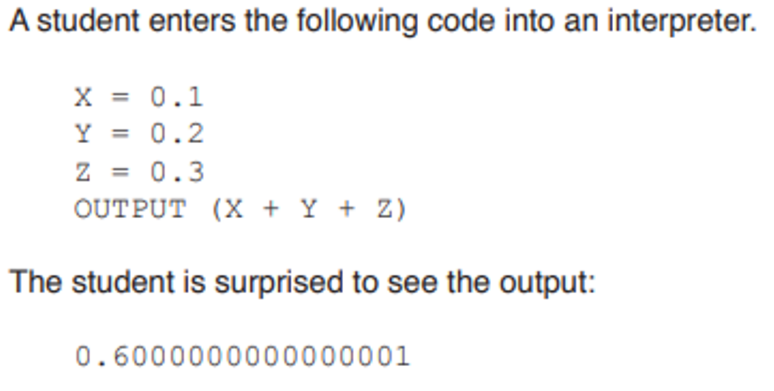 A student enters the following code into an interpreter.
X = 0.1
Y = 0.2
Z = 0.3
OUTPUT (X + Y + Z)
The student is surprised to see the output:
0.6000000000000001